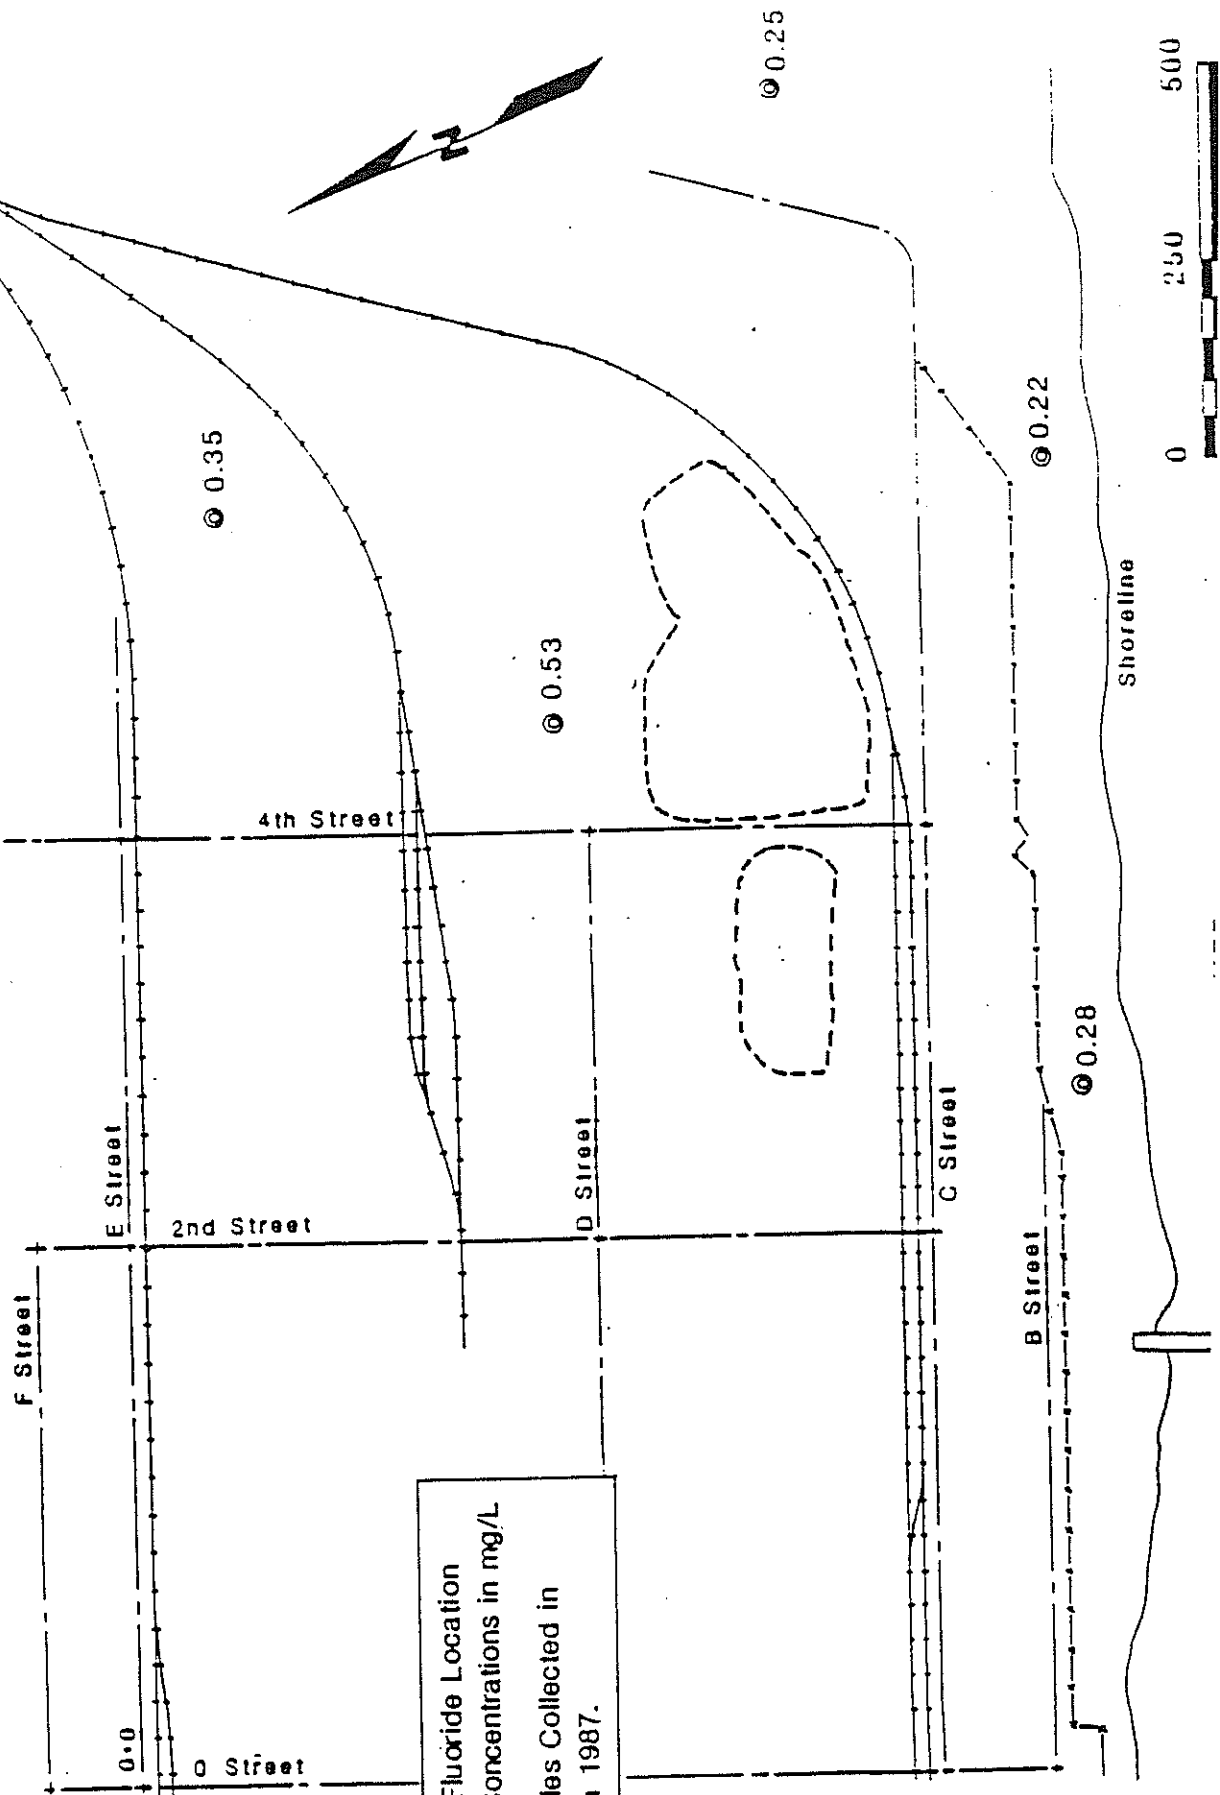 0.25
N
500
250
0
0.35
0.22
0.53
Shoreline
4th Street
0.28
E Street
2nd Street
D Street
C Street
F Street
B Street
Fluoride Location
oncentrations in mg/L
les Collected in
1987.
0+0
0 Street